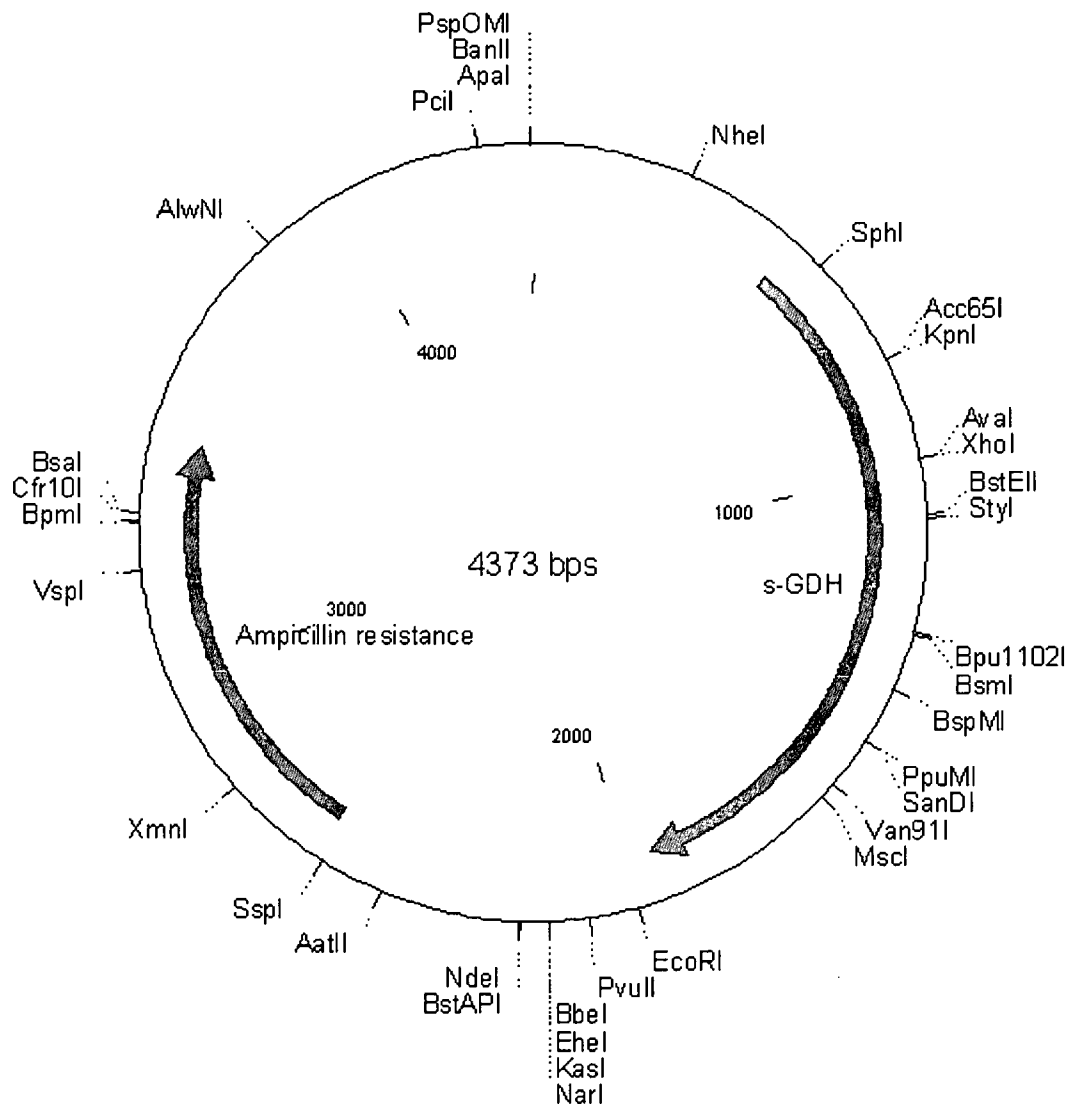 PspOMI
BanII
ApaI
PciI
NheI
AlwNI
SphI
Acc65I
KpnI
4000
AvaI
XhoI
BsaI
Cfr10I
BpmI
BstEII
StyI
1000
4373 bps
s-GDH
VspI
3000
Ampicillin resistance
Bpu1102I
BsmI
BspMI
2000
PpuMI
SanDI
Van91I
MscI
XmnI
SspI
AatII
EcoRI
NdeI
BstAPI
PvuII
BbeI
EheI
KasI
NarI